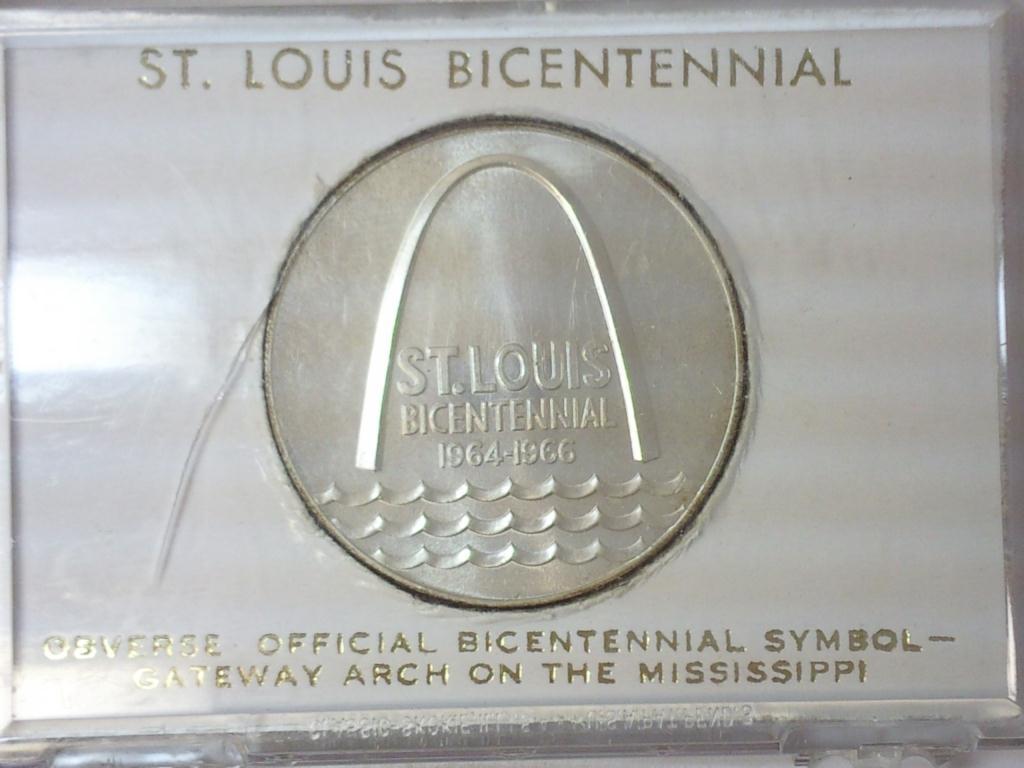 ST. LOUIS BICENTENNIAL
ST. LOUIS
BICENTENNIAL
1964-1966
OBVERSE OFFICIAL BICENTENNIAL SYMBOL—
GATEWAY ARCH ON THE MISSISSIPPI